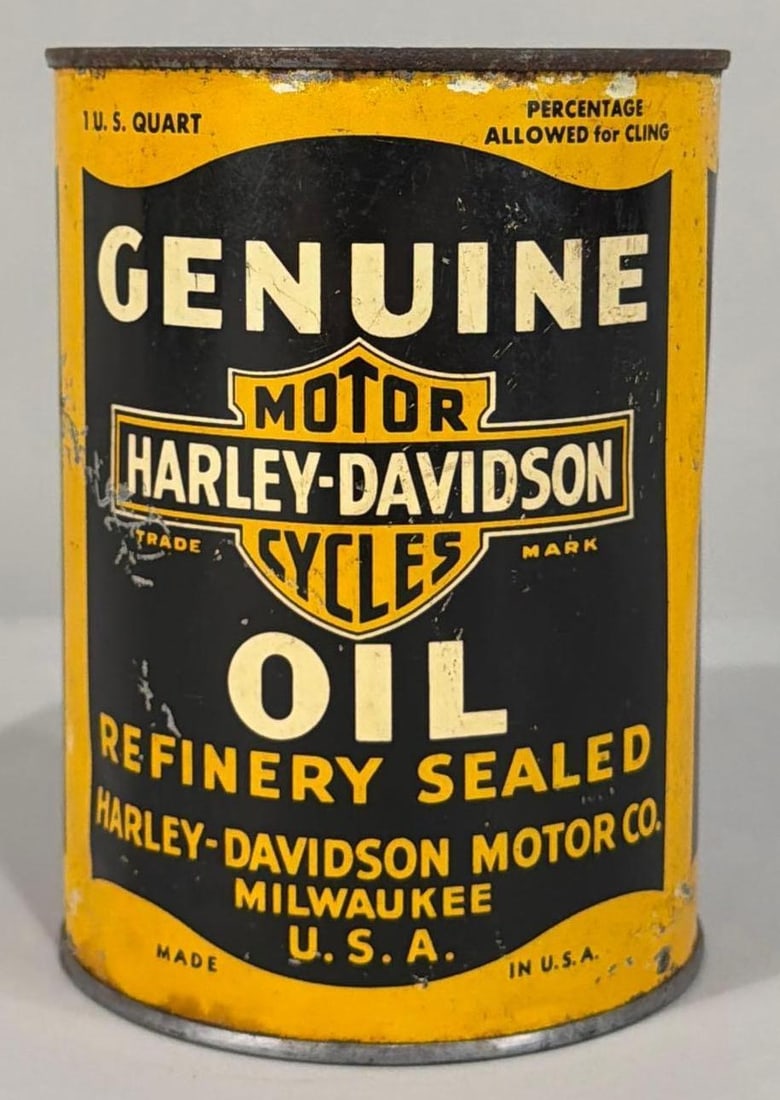 1 U. S. QUART
PERCENTAGE
ALLOWED for CLING
GENUINE
MOTOR
HARLEY-DAVIDSON
CYCLES
TRADE MARK
OIL
REFINERY SEALED
HARLEY-DAVIDSON MOTOR CO.
MILWAUKEE
U. S. A.
MADE IN U.S.A.